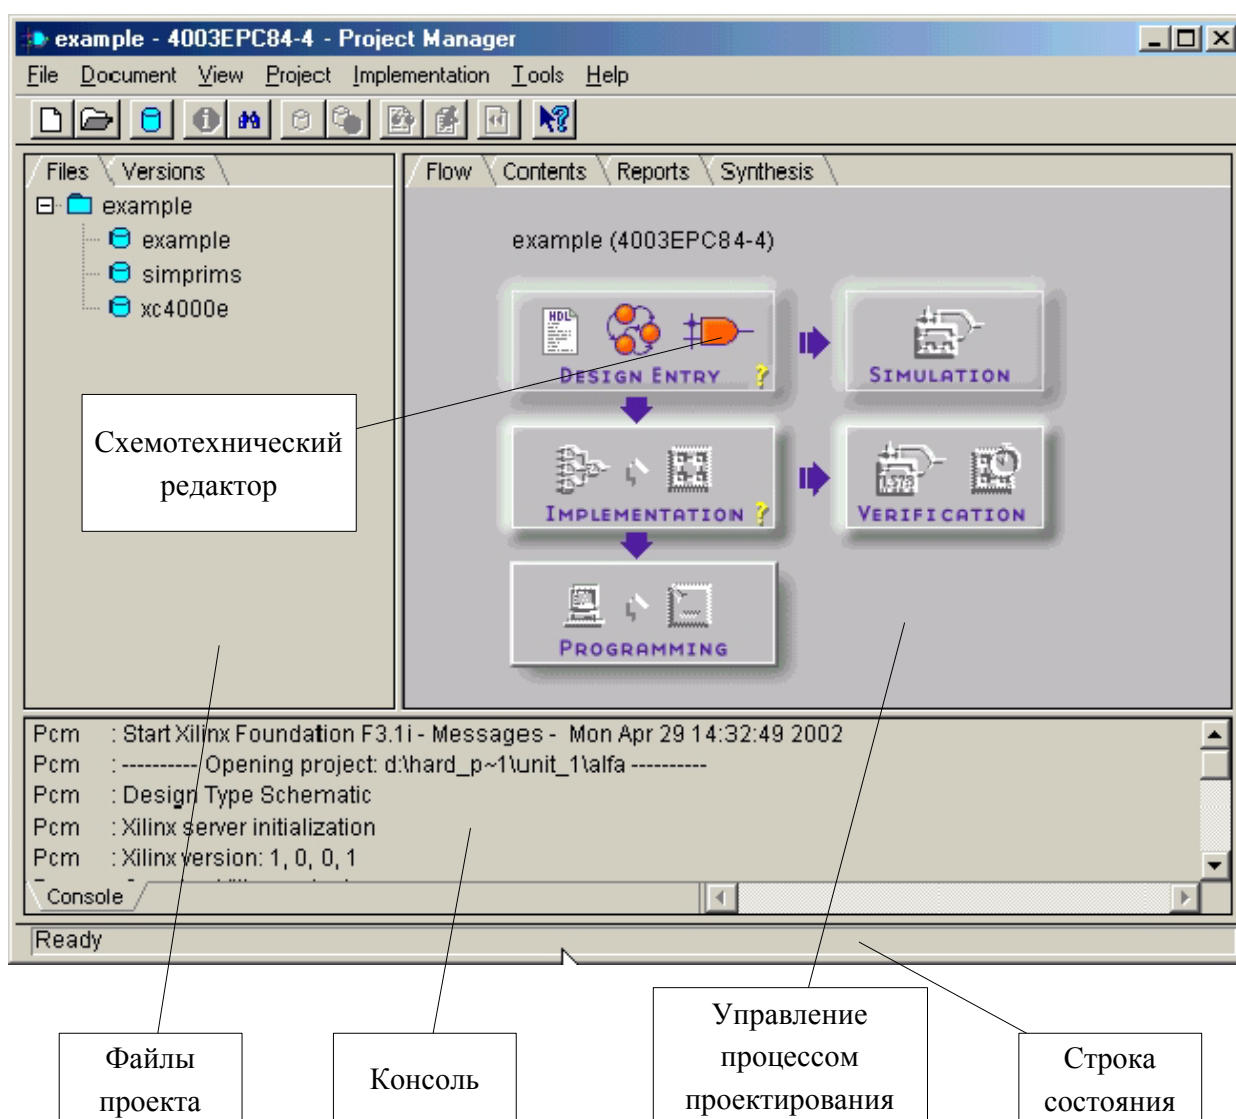 example - 4003EPC84-4 - Project Manager
File Document View Project Implementation Tools Help
Files Versions
example
example
simprims
xc4000e
Flow Contents Reports Synthesis
example (4003EPC84-4)
HDL
DESIGN ENTRY ?
SIMULATION
IMPLEMENTATION ?
VERIFICATION
PROGRAMMING
Схемотехнический
редактор
Pcm : Start Xilinx Foundation F3.1i - Messages - Mon Apr 29 14:32:49 2002
Pcm : ---------- Opening project: d:\hard_p~1\unit_1\alfa ----------
Pcm : Design Type Schematic
Pcm : Xilinx server initialization
Pcm : Xilinx version: 1, 0, 0, 1
Console
Ready
Файлы
проекта
Консоль
Управление
процессом
проектирования
Строка
состояния